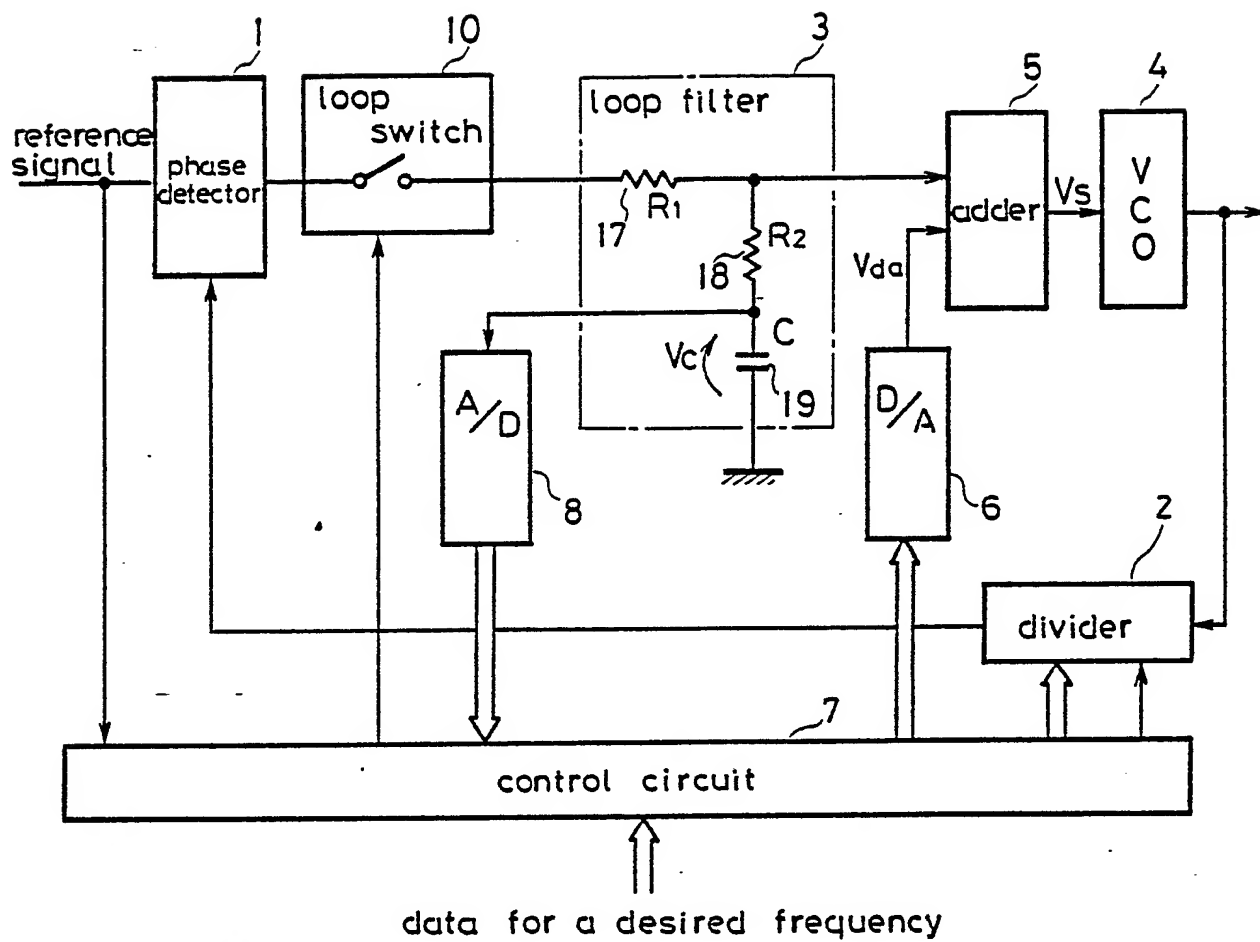 1
10
3
5
4
loop
switch
loop filter
reference
signal
phase
detector
R1
17
R2
18
adder
Vs
VCO
Vda
C
Vc
19
A/D
8
D/A
6
2
divider
7
control circuit
data for a desired frequency